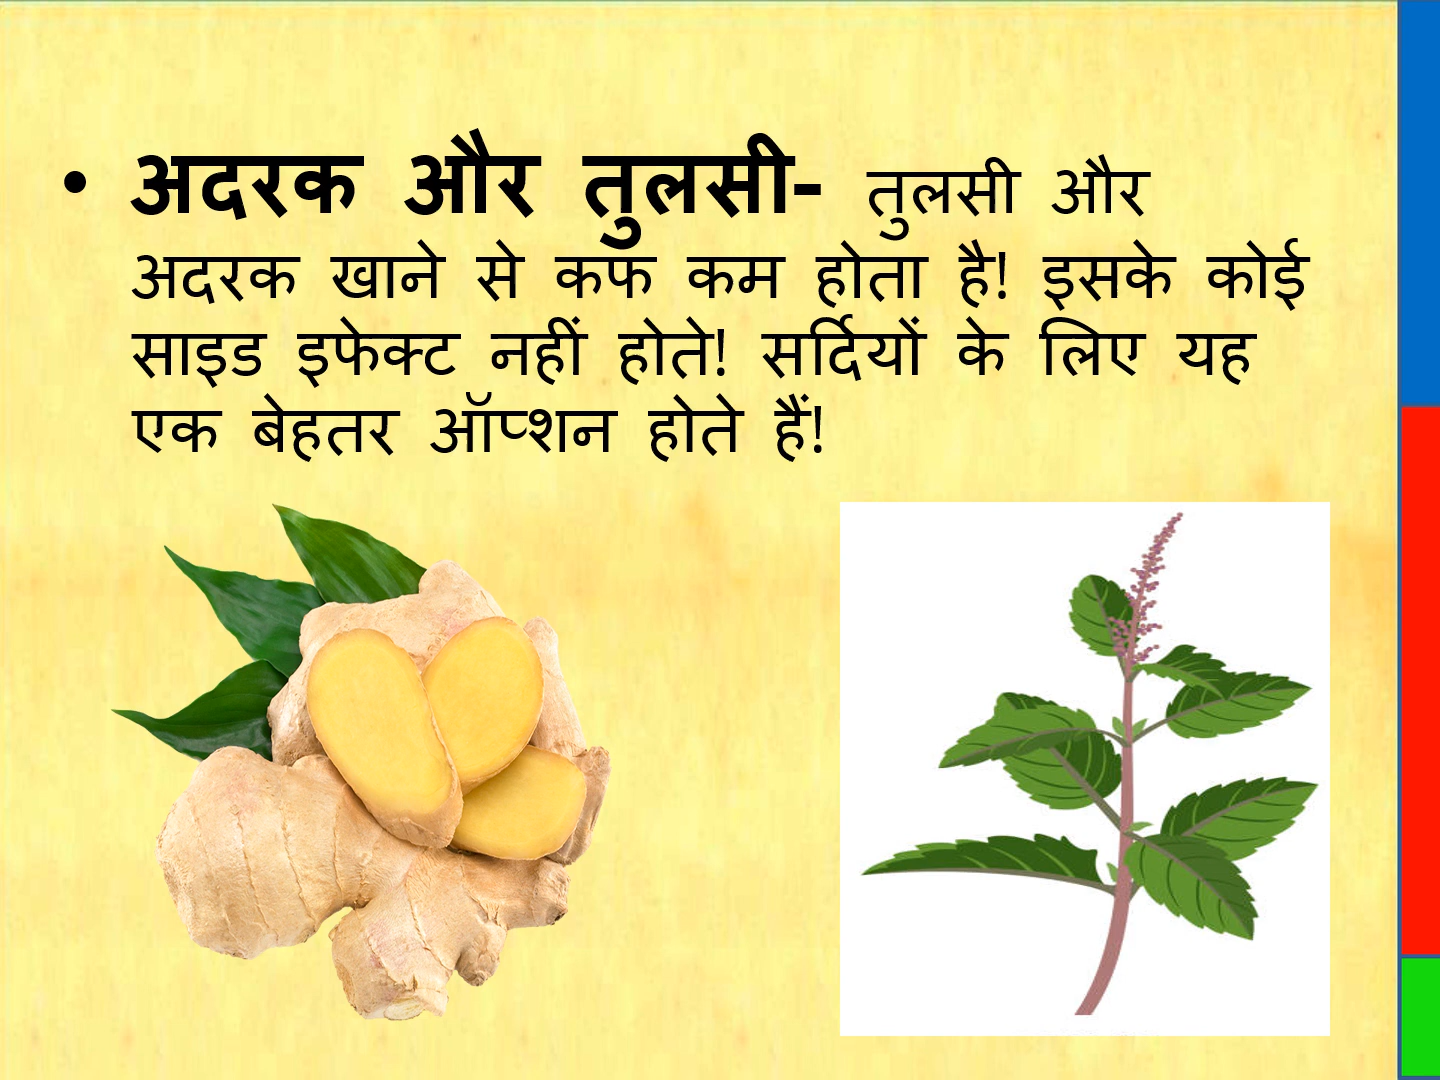 • अदरक और तुलसी- तुलसी और
अदरक खाने से कफ कम होता है! इसके कोई
साइड इफेक्ट नहीं होते! सर्दियों के लिए यह
एक बेहतर ऑप्शन होते हैं!